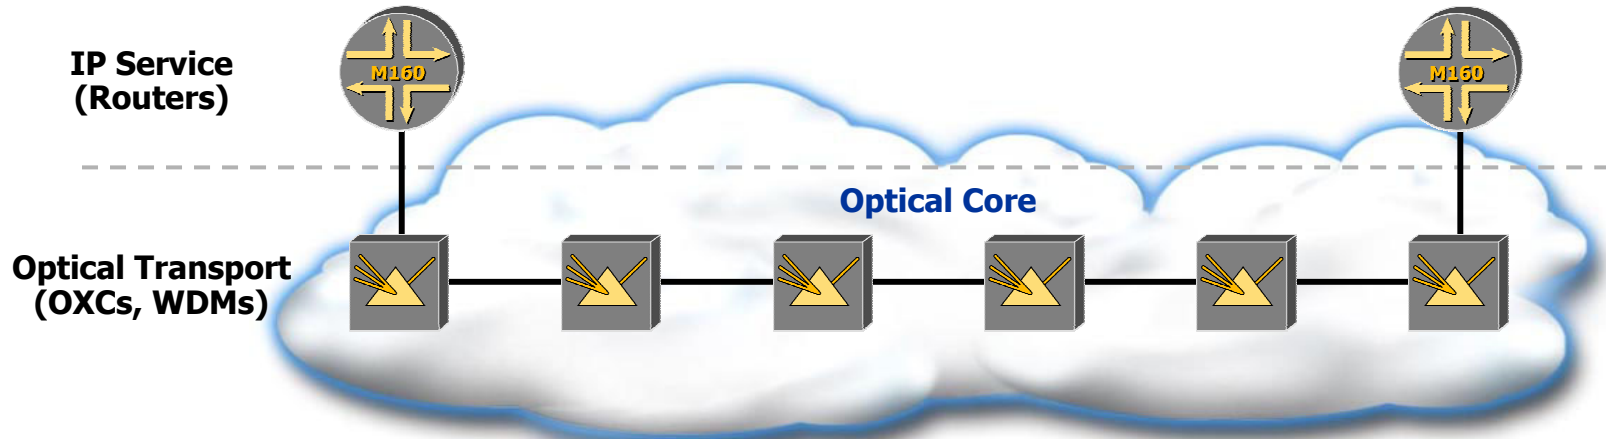 IP Service
(Routers)
M160
M160
Optical Core
Optical Transport
(OXCs, WDMs)